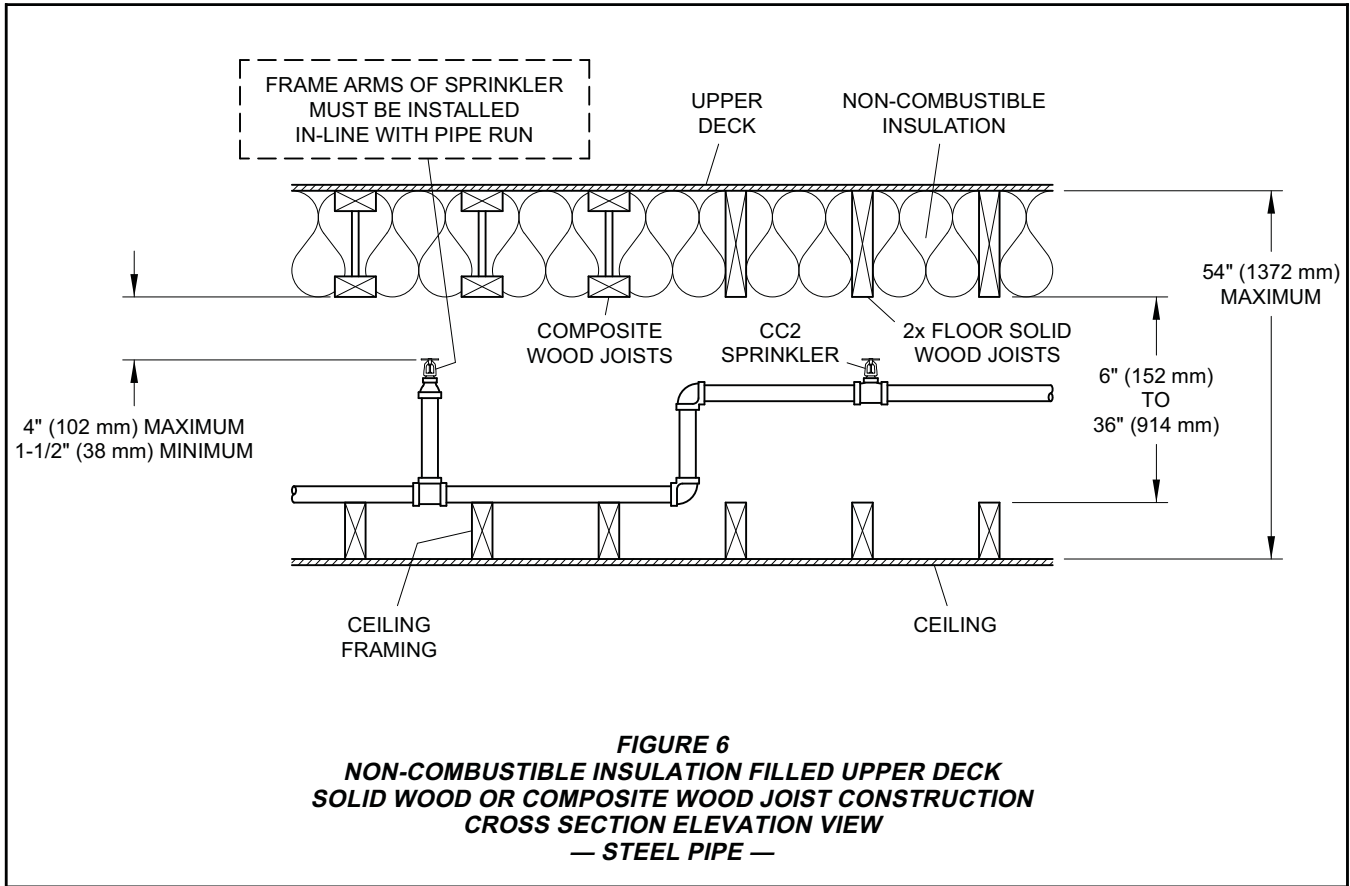 FRAME ARMS OF SPRINKLER
MUST BE INSTALLED
IN-LINE WITH PIPE RUN
UPPER
DECK
NON-COMBUSTIBLE
INSULATION
54" (1372 mm)
MAXIMUM
COMPOSITE
WOOD JOISTS
CC2
SPRINKLER
2x FLOOR SOLID
WOOD JOISTS
6" (152 mm)
TO
36" (914 mm)
4" (102 mm) MAXIMUM
1-1/2" (38 mm) MINIMUM
CEILING
FRAMING
CEILING
FIGURE 6
NON-COMBUSTIBLE INSULATION FILLED UPPER DECK
SOLID WOOD OR COMPOSITE WOOD JOIST CONSTRUCTION
CROSS SECTION ELEVATION VIEW
— STEEL PIPE —